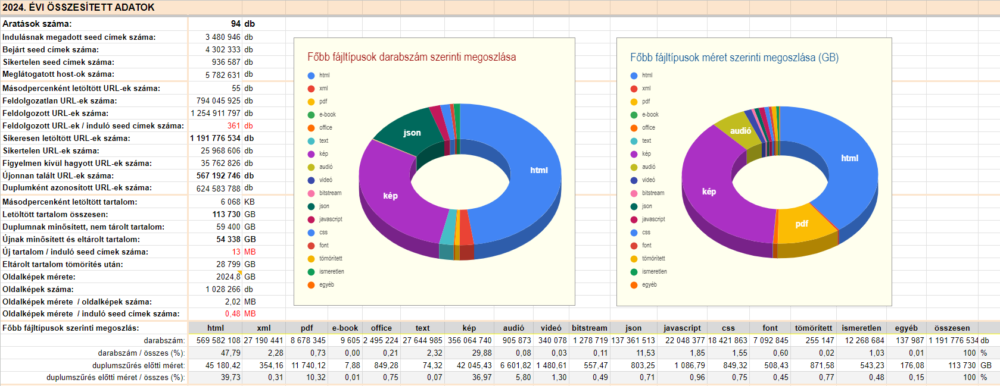 2024. ÉVI ÖSSZESÍTETT ADATOK
Aratások száma: 94 db
Indulásnak megadott seed címek száma: 3 480 946 db
Bejárt seed címek száma: 4 302 333 db
Sikertelen seed címek száma: 936 587 db
Meglátogatott host-ok száma: 5 782 631 db
Másodpercenként letöltött URL-ek száma: 55 db
Feldolgozatlan URL-ek száma: 794 045 925 db
Feldolgozott URL-ek száma: 1 254 911 797 db
Feldolgozott URL-ek / induló seed címek száma: 361 db
Sikeresen letöltött URL-ek száma: 1 191 776 534 db
Sikertelen URL-ek száma: 25 968 606 db
Figyelmen kívül hagyott URL-ek száma: 35 762 826 db
Újonnan talált URL-ek száma: 567 192 746 db
Duplumként azonosított URL-ek száma: 624 583 788 db
Másodpercenként letöltött tartalom: 6 068 KB
Letöltött tartalom összesen: 113 730 GB
Duplumnak minősített, nem tárolt tartalom: 59 400 GB
Újnak minősített és eltárolt tartalom: 54 338 GB
Új tartalom / induló seed címek száma: 13 MB
Eltárolt tartalom tömörítés után: 28 799 GB
Oldalképek mérete: 2024,8 GB
Oldalképek száma: 1 028 266 db
Oldalképek mérete / oldalképek száma: 2,02 MB
Oldalképek mérete / induló seed címek száma: 0,48 MB
Főbb fájltípusok darabszám szerinti megoszlása
html
xml
pdf
e-book
office
text
kép
audió
videó
bitstream
json
javascript
css
font
tömörített
ismeretlen
egyéb
json
html
kép
Főbb fájltípusok méret szerinti megoszlása (GB)
html
xml
pdf
e-book
office
text
kép
audió
videó
bitstream
json
javascript
css
font
tömörített
ismeretlen
egyéb
audió
html
kép
pdf
Főbb fájltípusok szerinti megoszlás: html xml pdf e-book office text kép audió videó bitstream json javascript css font tömörített ismeretlen egyéb összesen
darabszám: 569 582 108 27 190 441 8 678 345 9 605 2 495 224 27 644 985 356 064 740 905 873 340 078 1 278 719 137 361 513 22 048 377 18 421 863 7 092 845 255 147 12 268 684 137 987 1 191 776 534 db
darabszám / összes (%): 47,79 2,28 0,73 0,00 0,21 2,32 29,88 0,08 0,03 0,11 11,53 1,85 1,55 0,60 0,02 1,03 0,01 100 %
duplumszűrés előtti méret: 45 180,42 354,16 11 740,12 7,88 849,28 74,32 42 045,43 6 601,82 1 480,61 557,47 803,25 1 086,79 849,32 508,43 871,58 543,23 176,08 113 730 GB
duplumszűrés előtti méret / összes (%): 39,73 0,31 10,32 0,01 0,75 0,07 36,97 5,80 1,30 0,49 0,71 0,96 0,75 0,45 0,77 0,48 0,15 100 %